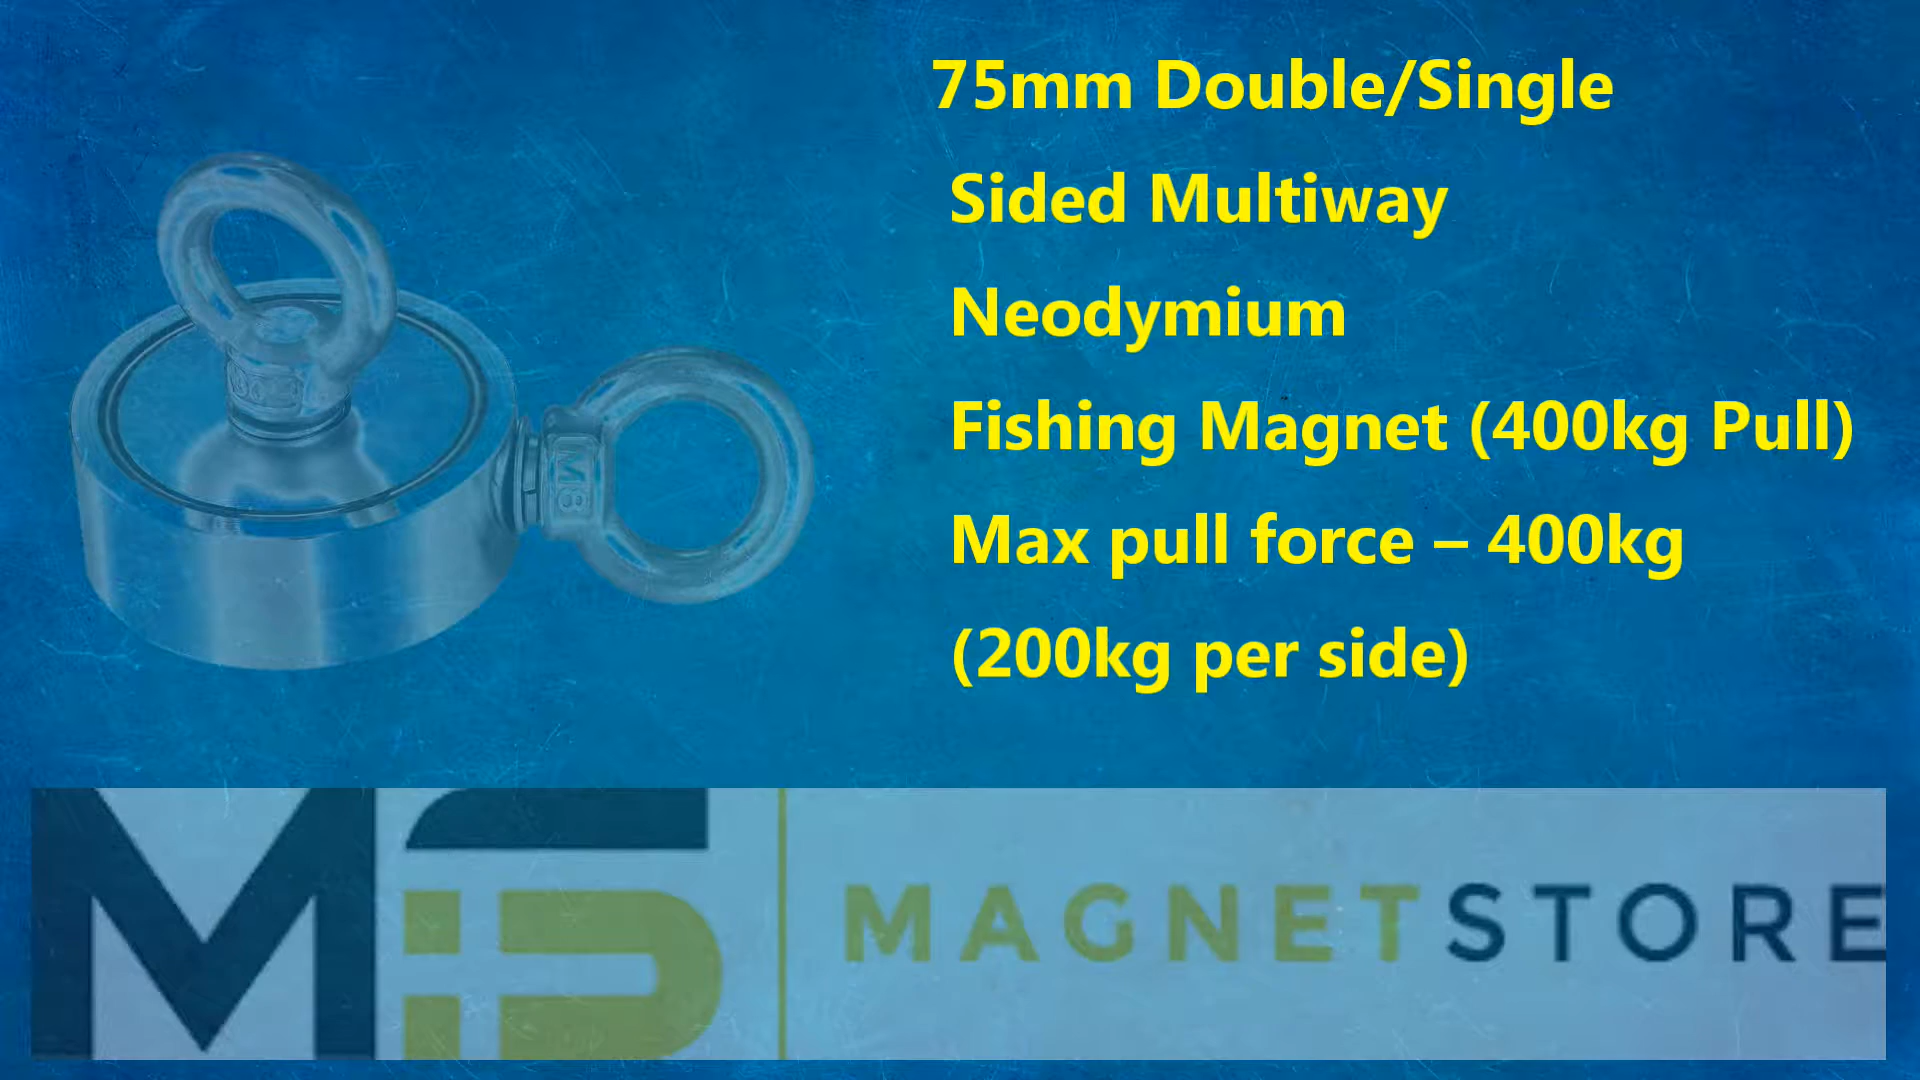 75mm Double/Single
Sided Multiway
Neodymium
Fishing Magnet (400kg Pull)
Max pull force – 400kg
(200kg per side)
M8
MS
MAGNETSTORE